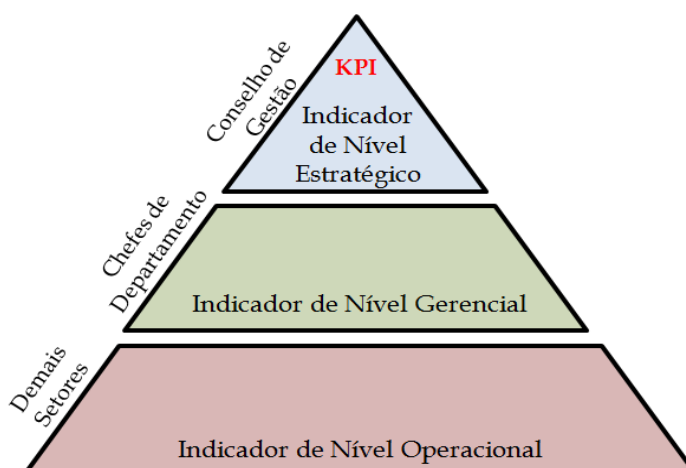 Conselho de
Gestão
KPI
Indicador
de Nível
Estratégico
Chefes de
Departamento
Indicador de Nível Gerencial
Demais
Setores
Indicador de Nível Operacional